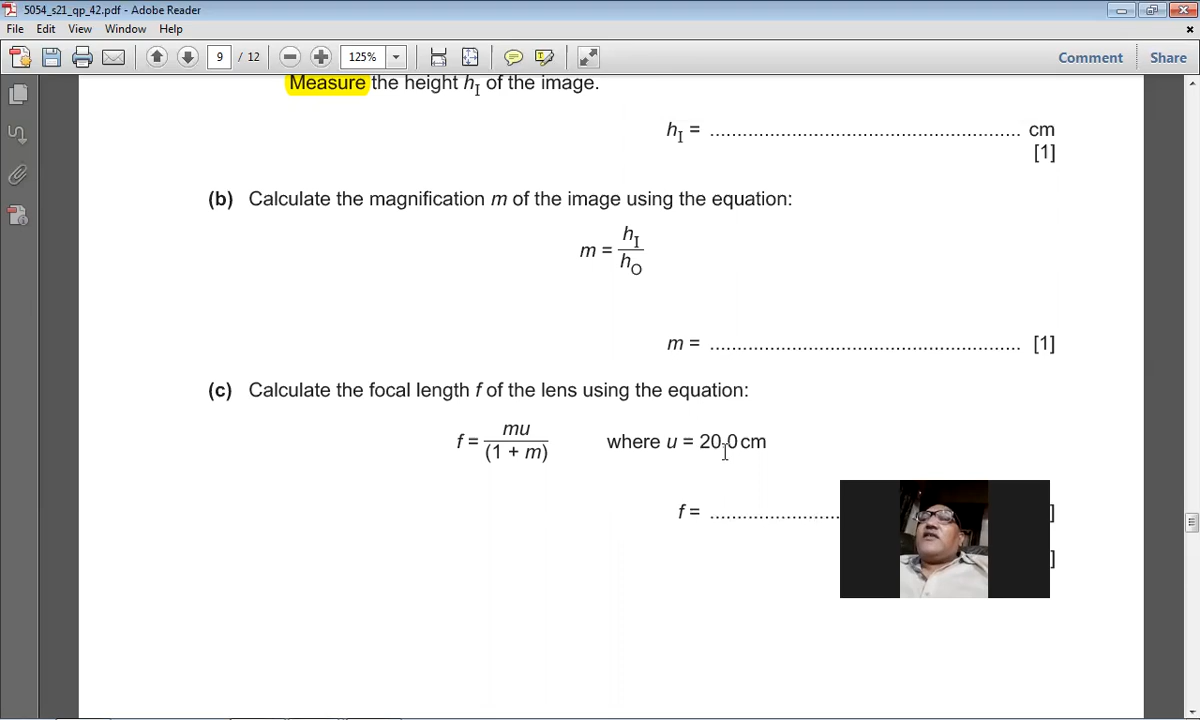 5054_s21_qp_42.pdf - Adobe Reader
File Edit View Window Help
9 / 12 125% Comment Share
Measure the height hI of the image.
hI = .......................................................... cm
[1]
(b) Calculate the magnification m of the image using the equation:
m = hI
hO
m = .......................................................... [1]
(c) Calculate the focal length f of the lens using the equation:
f = mu
(1 + m)
where u = 20.0 cm
f = ........................ ]
]